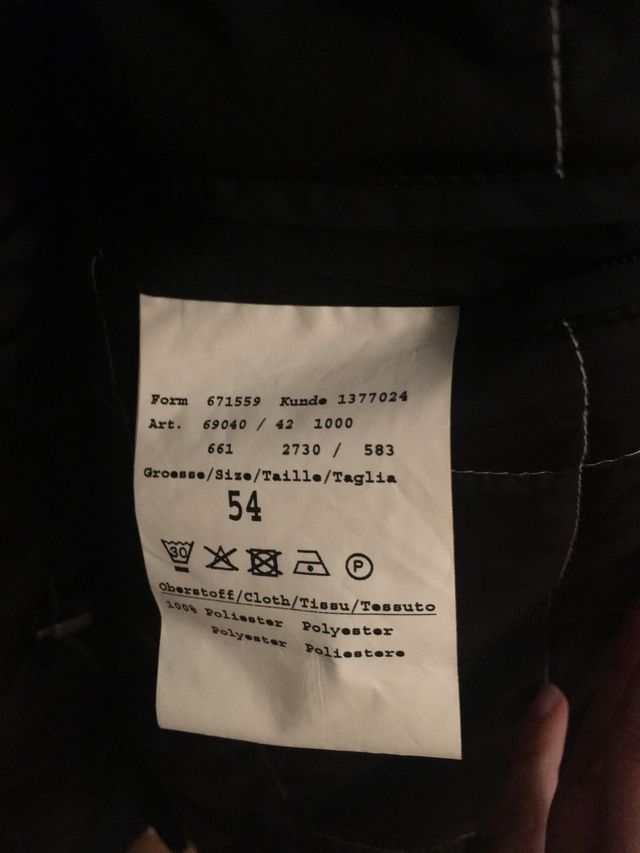 Form 671559 Kunde 1377024
Art. 69040 / 42 1000
661 2730 / 583
Groesse/Size/Taille/Taglia
54
30 P
Oberstoff/Cloth/Tissu/Tessuto
100% Poliester Polyester
Polyester Poliestere